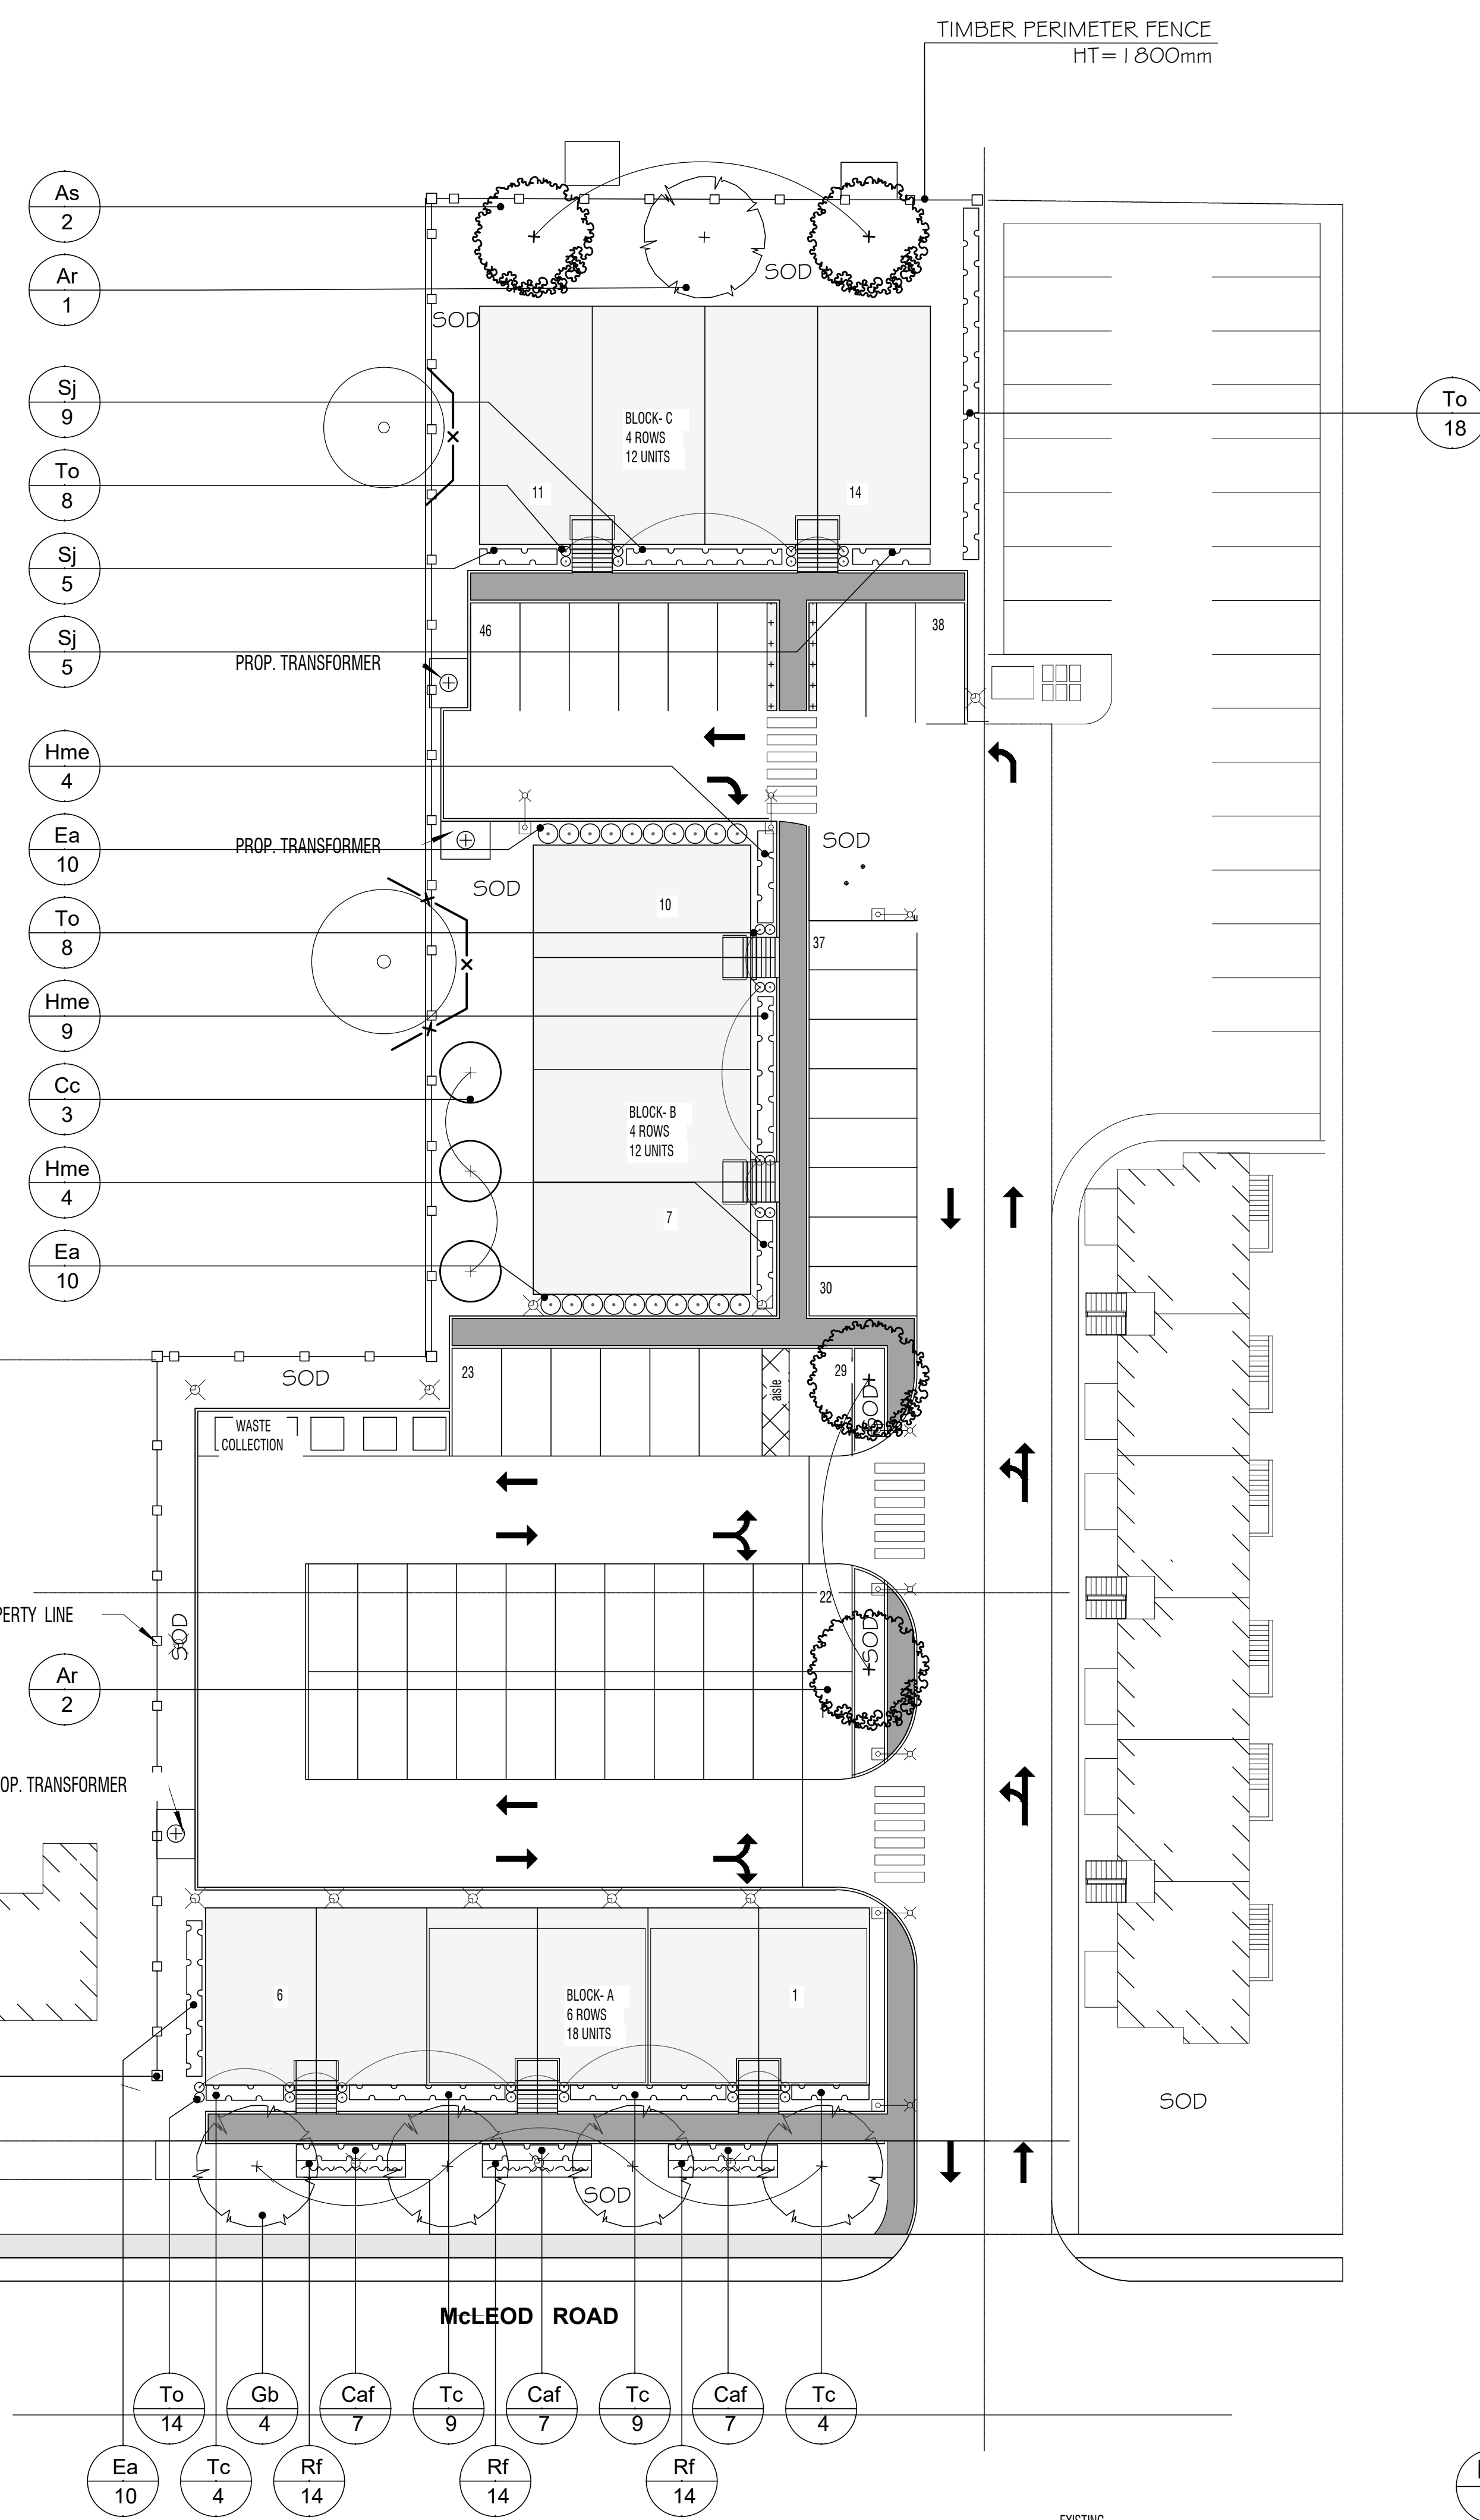 TIMBER PERIMETER FENCE
HT=1800mm
As
2
Ar
1
SOD
SOD
Sj
9
BLOCK- C
4 ROWS
12 UNITS
To
18
To
8
11
14
Sj
5
Sj
5
46
38
PROP. TRANSFORMER
Hme
4
Ea
10
PROP. TRANSFORMER
SOD
SOD
10
To
8
37
Hme
9
Cc
3
BLOCK- B
4 ROWS
12 UNITS
Hme
4
7
Ea
10
30
SOD
23
aisle
29
SOD
WASTE
COLLECTION
22
PERTY LINE
SOD
SOD
Ar
2
OP. TRANSFORMER
6
BLOCK- A
6 ROWS
18 UNITS
1
SOD
SOD
McLEOD ROAD
To
14
Gb
4
Caf
7
Tc
9
Caf
7
Tc
9
Caf
7
Tc
4
Ea
10
Tc
4
Rf
14
Rf
14
Rf
14
EXISTING